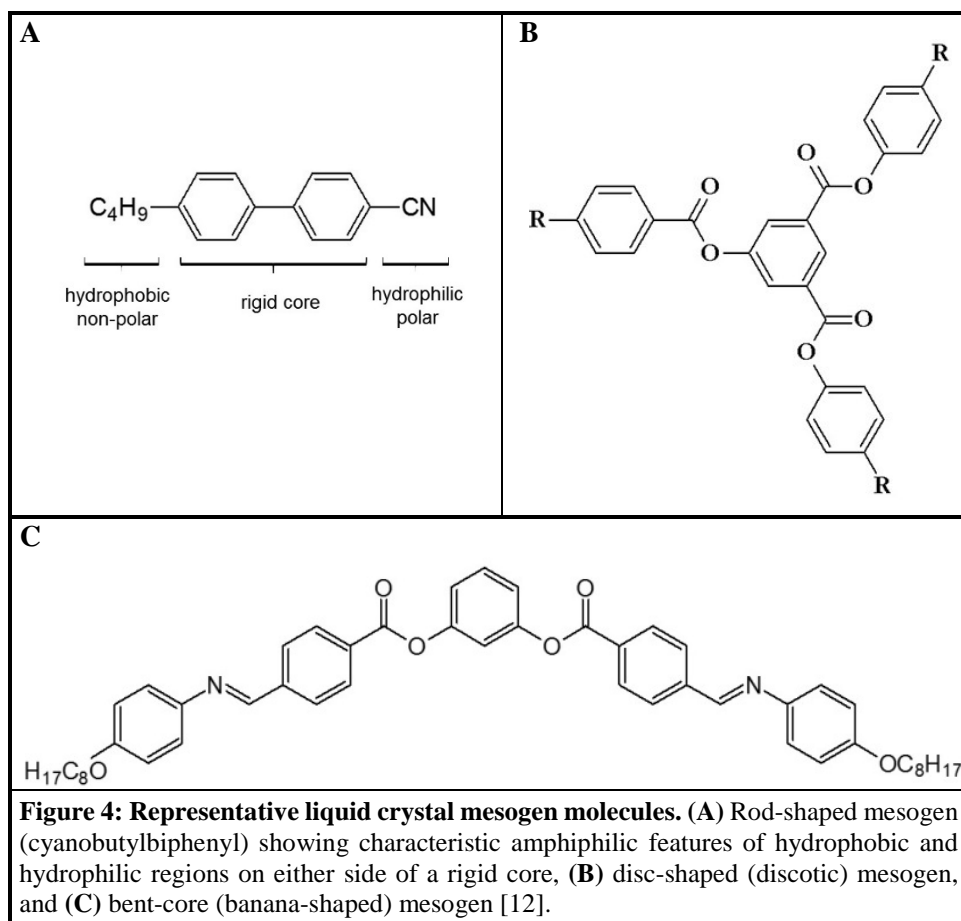 A
C₄H₉
CN
hydrophobic
non-polar
rigid core
hydrophilic
polar
B
R
O
O
O
O
R
O
O
R
C
O
O
O
O
N
N
H₁₇C₈O
OC₈H₁₇
Figure 4: Representative liquid crystal mesogen molecules. (A) Rod-shaped mesogen
(cyanobutylbiphenyl) showing characteristic amphiphilic features of hydrophobic and
hydrophilic regions on either side of a rigid core, (B) disc-shaped (discotic) mesogen,
and (C) bent-core (banana-shaped) mesogen [12].